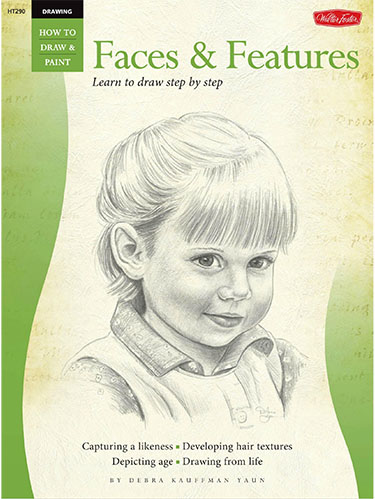 HT290 DRAWING
HOW TO
DRAW &
PAINT
Walter Foster
Faces & Features
Learn to draw step by step
Capturing a likeness ■ Developing hair textures
Depicting age ■ Drawing from life
BY DEBRA KAUFFMAN YAUN